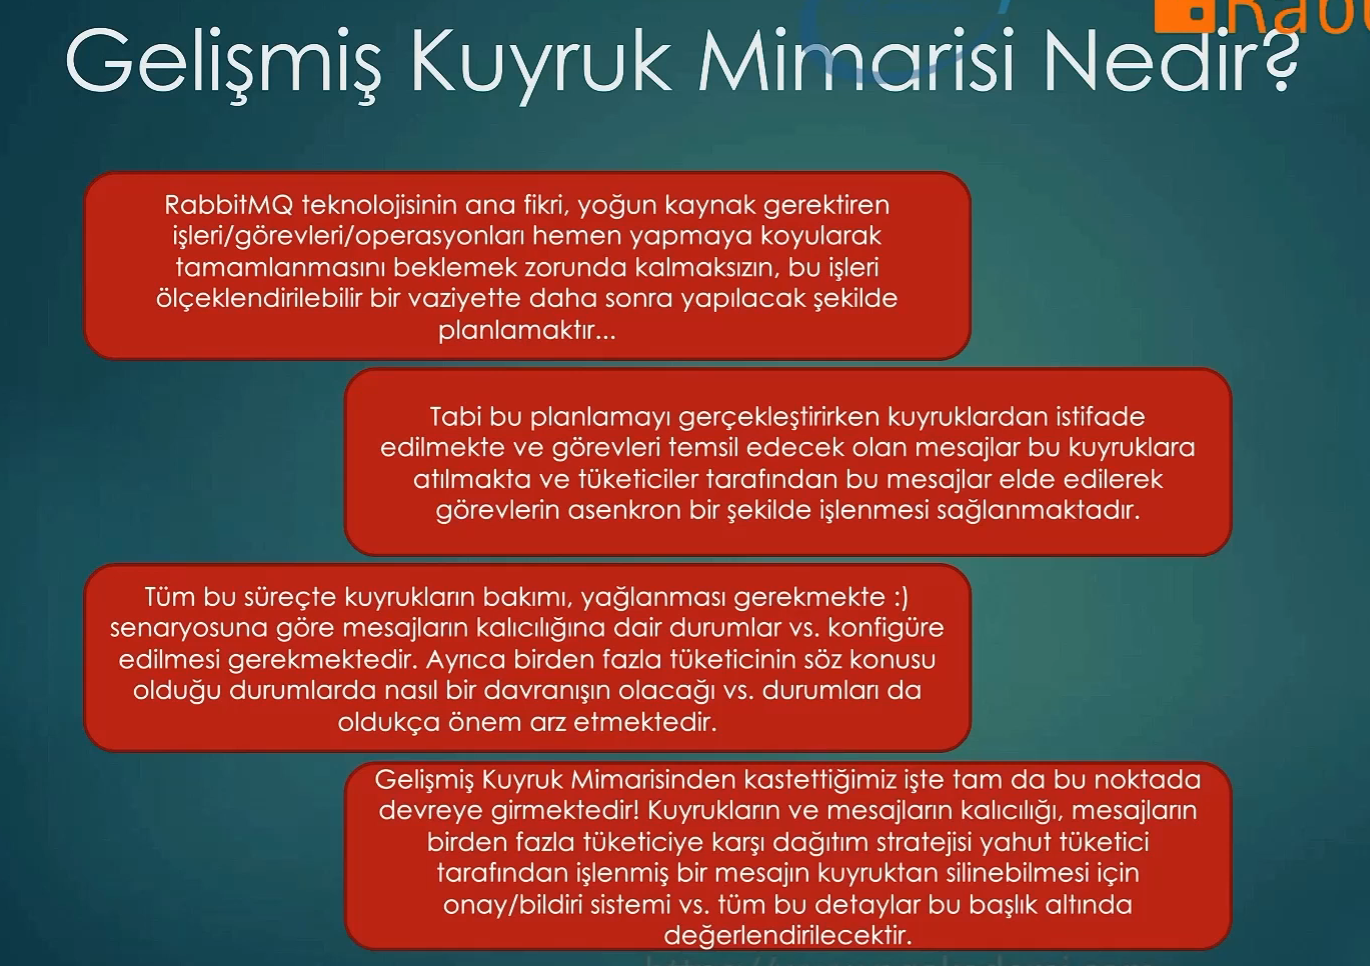 Gelişmiş Kuyruk Mimarisi Nedir?
RabbitMQ teknolojisinin ana fikri, yoğun kaynak gerektiren
işleri/görevleri/operasyonları hemen yapmaya koyularak
tamamlanmasını beklemek zorunda kalmaksızın, bu işleri
ölçeklendirilebilir bir vaziyette daha sonra yapılacak şekilde
planlamaktır...
Tabi bu planlamayı gerçekleştirirken kuyruklardan istifade
edilmekte ve görevleri temsil edecek olan mesajlar bu kuyruklara
atılmakta ve tüketiciler tarafından bu mesajlar elde edilerek
görevlerin asenkron bir şekilde işlenmesi sağlanmaktadır.
Tüm bu süreçte kuyrukların bakımı, yağlanması gerekmekte :)
senaryosuna göre mesajların kalıcılığına dair durumlar vs. konfigüre
edilmesi gerekmektedir. Ayrıca birden fazla tüketicinin söz konusu
olduğu durumlarda nasıl bir davranışın olacağı vs. durumları da
oldukça önem arz etmektedir.
Gelişmiş Kuyruk Mimarisinden kastettiğimiz işte tam da bu noktada
devreye girmektedir! Kuyrukların ve mesajların kalıcılığı, mesajların
birden fazla tüketiciye karşı dağıtım stratejisi yahut tüketici
tarafından işlenmiş bir mesajın kuyruktan silinebilmesi için
onay/bildiri sistemi vs. tüm bu detaylar bu başlık altında
değerlendirilecektir.